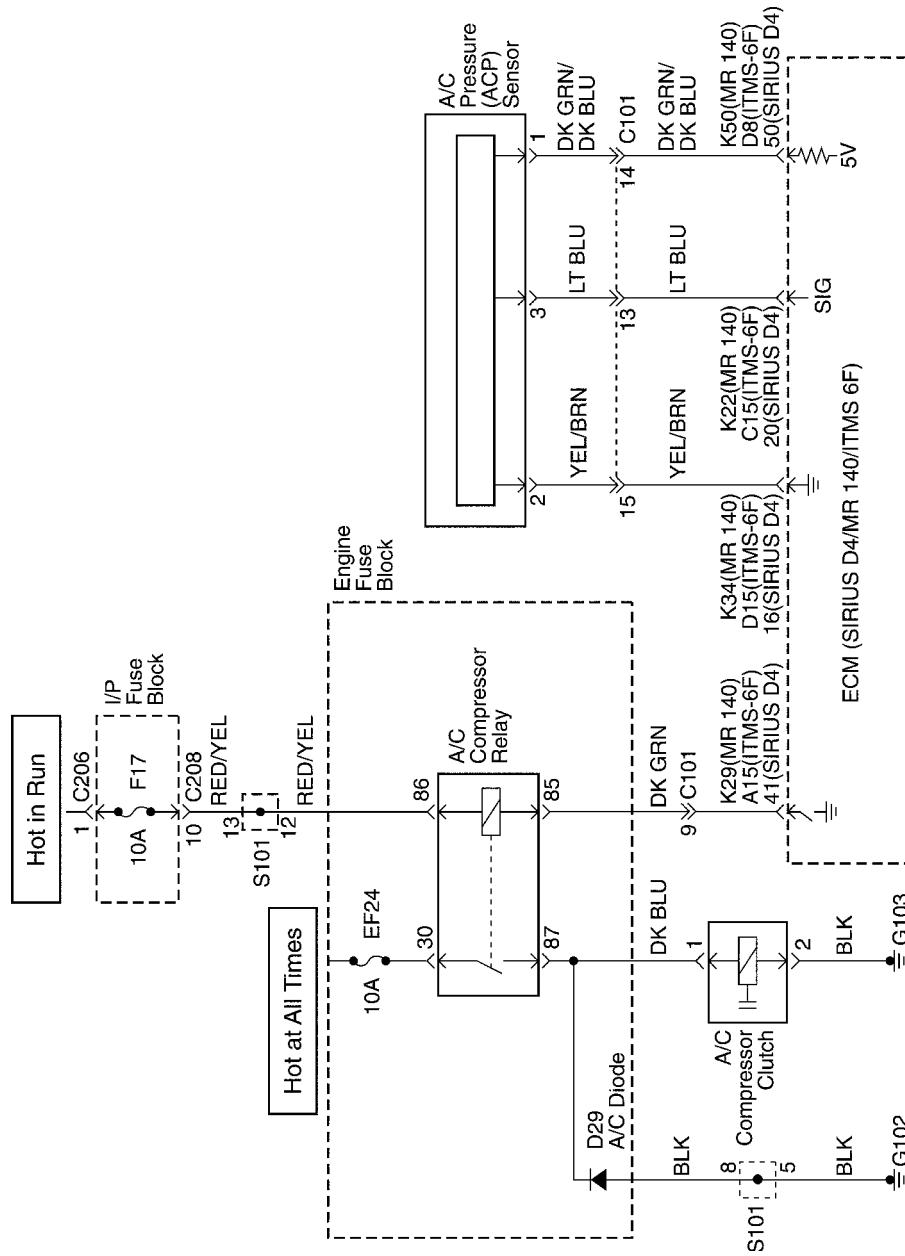 Hot in Run
1
C206
I/P
Fuse
Block
10A
F17
10
C208
RED/YEL
13
S101
12
RED/YEL
Hot at All Times
10A
EF24
Engine
Fuse
Block
30
86
A/C
Compressor
Relay
87
85
D29
A/C Diode
DK BLU
DK GRN
9
C101
BLK
8
S101
5
BLK
G102
A/C
Compressor
Clutch
1
2
BLK
G103
K29(MR 140)
A15(ITMS-6F)
41(SIRIUS D4)
A/C
Pressure
(ACP)
Sensor
2
3
1
YEL/BRN
LT BLU
DK GRN/
DK BLU
15
13
14
C101
YEL/BRN
LT BLU
DK GRN/
DK BLU
K34(MR 140)
D15(ITMS-6F)
16(SIRIUS D4)
K22(MR 140)
C15(ITMS-6F)
20(SIRIUS D4)
K50(MR 140)
D8(ITMS-6F)
50(SIRIUS D4)
SIG
5V
ECM (SIRIUS D4/MR 140/ITMS 6F)